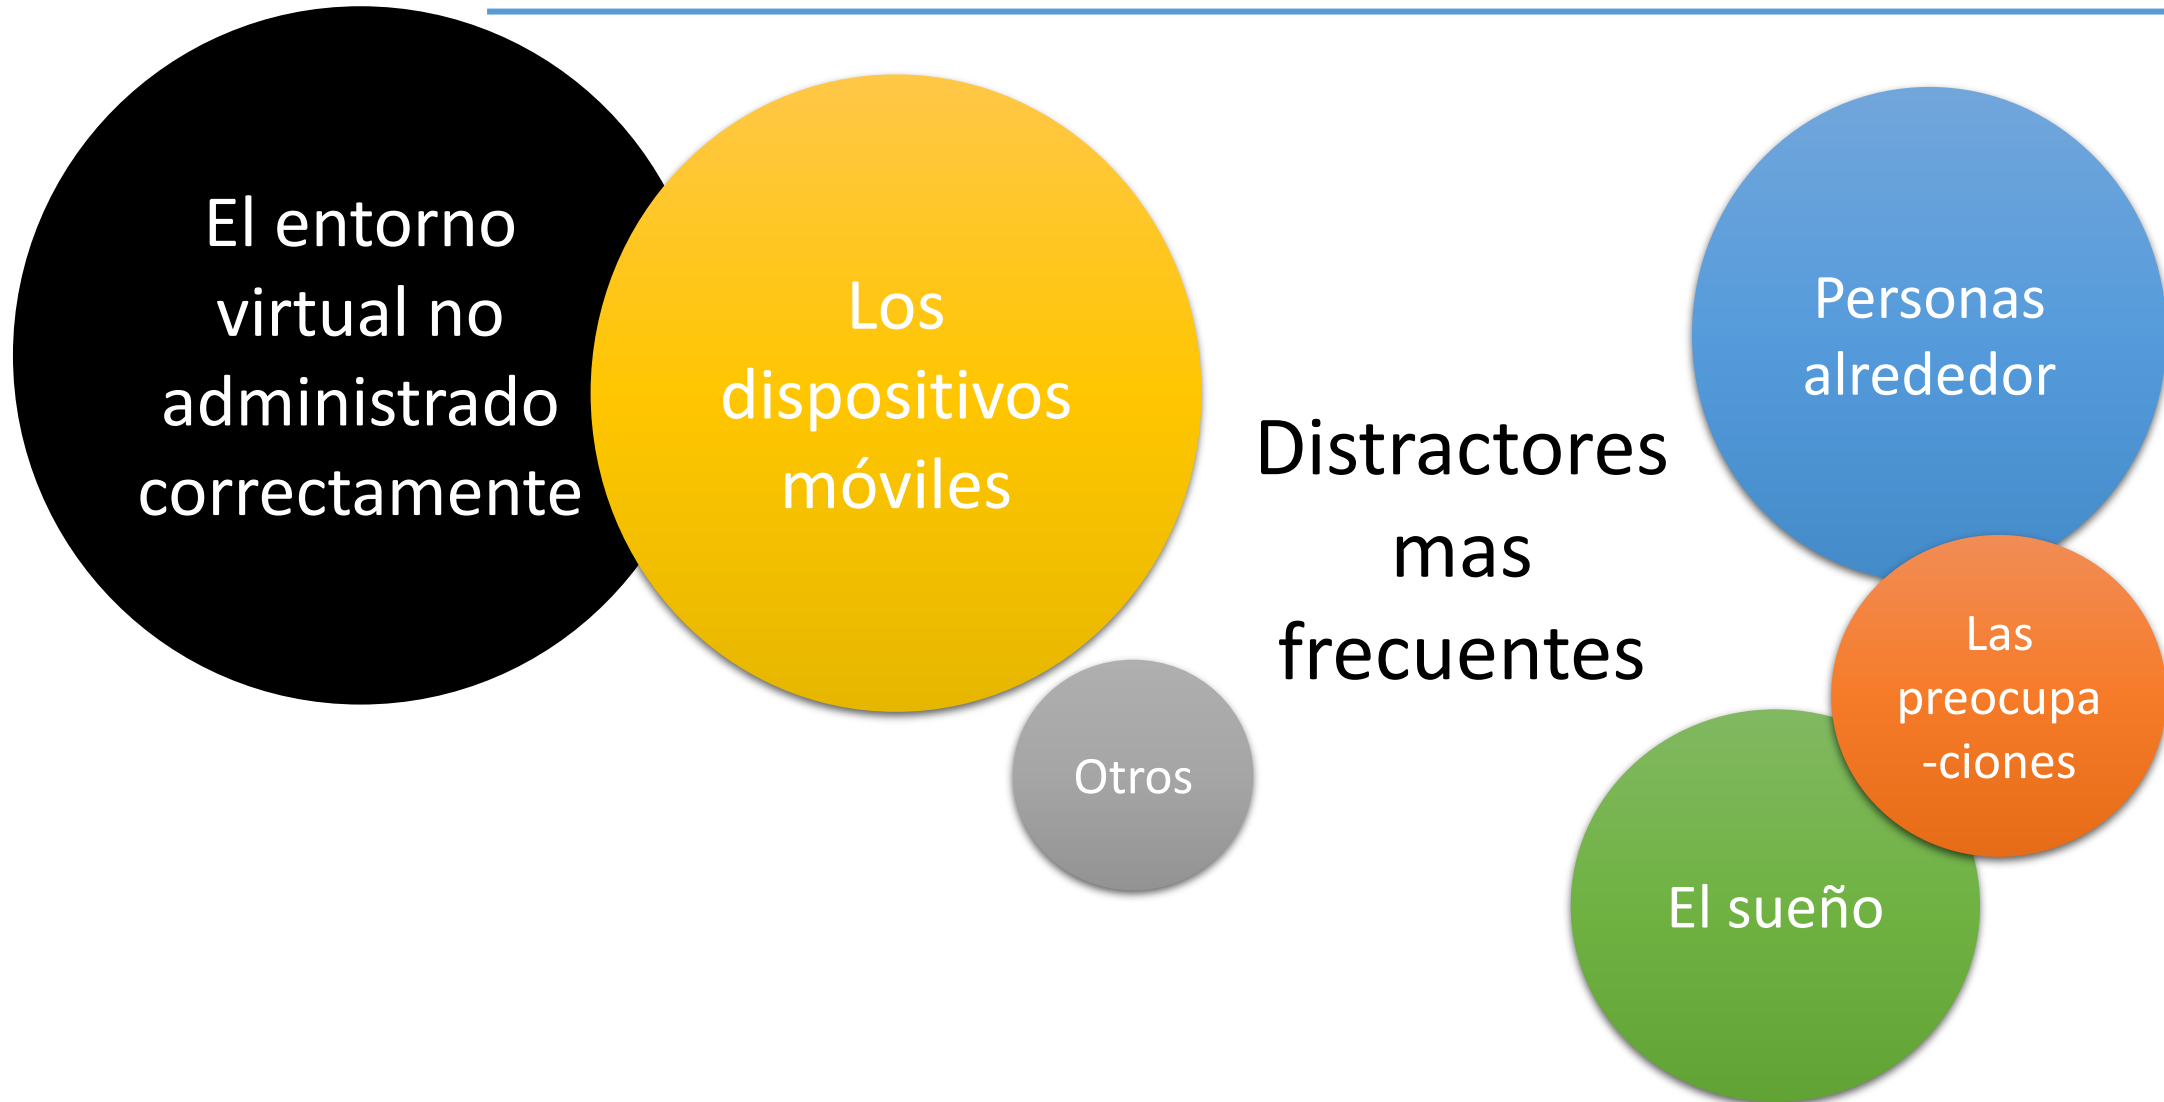 El entorno
virtual no
administrado
correctamente
Los
dispositivos
móviles
Otros
Distractores
mas
frecuentes
Personas
alrededor
Las
preocupa
-ciones
El sueño